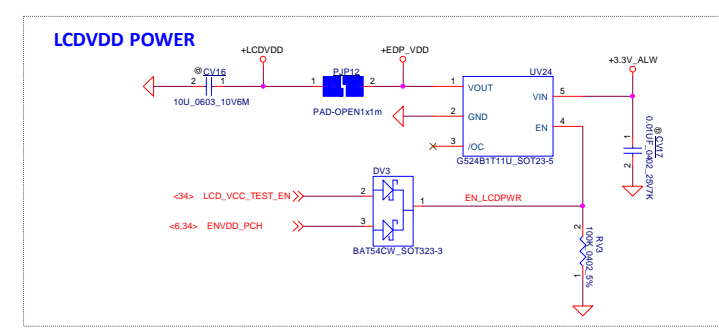 LCDVDD POWER
+LCDVDD
+EDP_VDD
+3.3V_ALW
@ CV16
2 1
10U_0603_10V6M
PJP12
1 2
PAD-OPEN1x1m
UV24
1 VOUT
VIN 5
2 GND
EN 4
3 /OC
G524B1T11U_SOT23-5
@ CV17
1
2
0.01UF_0402_25V7K
DV3
<34> LCD_VCC_TEST_EN 2
1 EN_LCDPWR
<6,34> ENVDD_PCH 3
BAT54CW_SOT323-3
RV3
2
1
100K_0402_5%